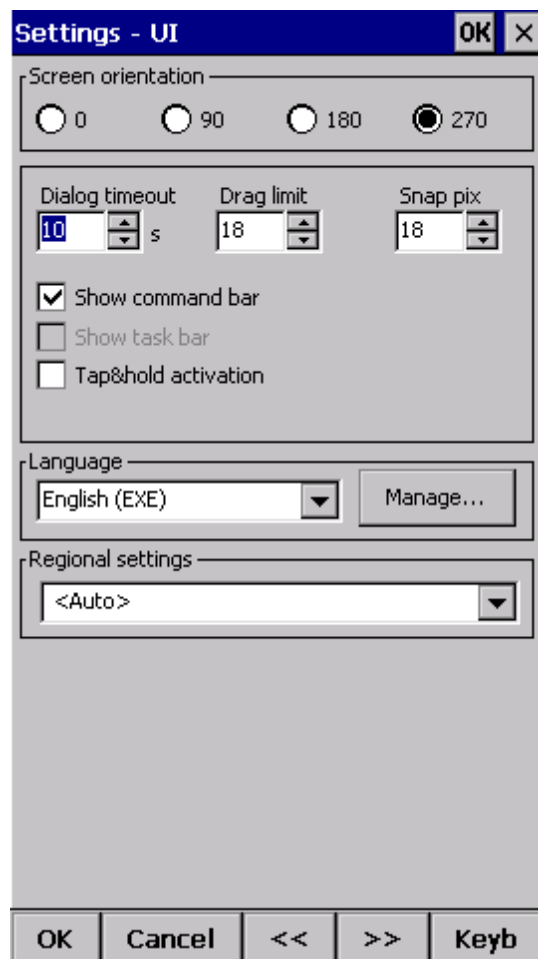 Settings - UI OK ×
Screen orientation
0 90 180 270
Dialog timeout Drag limit Snap pix
10 s 18 18
Show command bar
Show task bar
Tap&hold activation
Language
English (EXE) Manage...
Regional settings
<Auto>
OK Cancel << >> Keyb